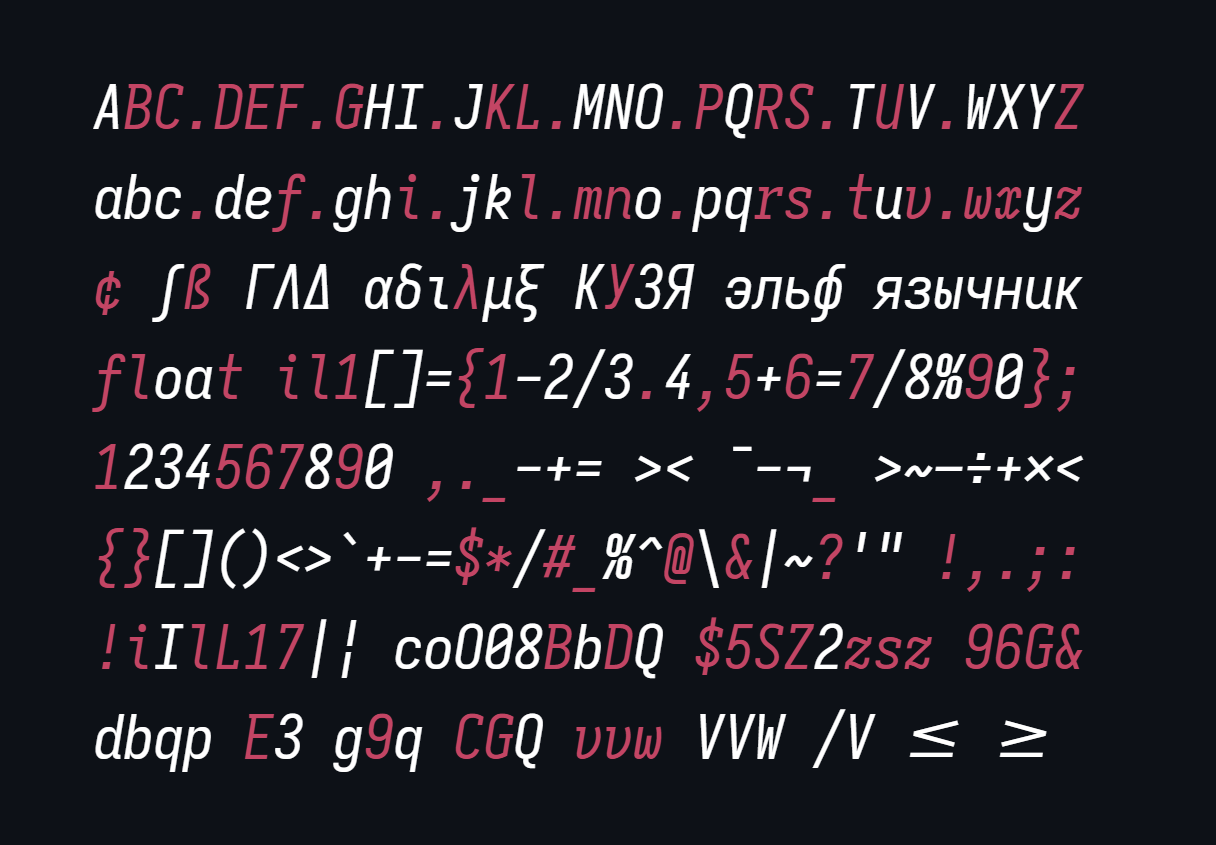 ABC.DEF.GHI.JKL.MNO.PQRS.TUV.WXYZ
abc.def.ghi.jkl.mno.pqrs.tuv.wxyz
¢ ∫ß ΓΛΔ αδιλμξ КУЗЯ эльф язычник
float il1[]={1-2/3.4,5+6=7/8%90};
1234567890 ,._-+= >< ¯-¬_ >~–÷+×<
{}[]()<>`+-=$*/#_%^@\&|~?'" !,.;:
!iIlL17|¦ coO08BbDQ $5SZ2zsz 96G&
dbqp E3 g9q CGQ υvw VVW /V ≤ ≥